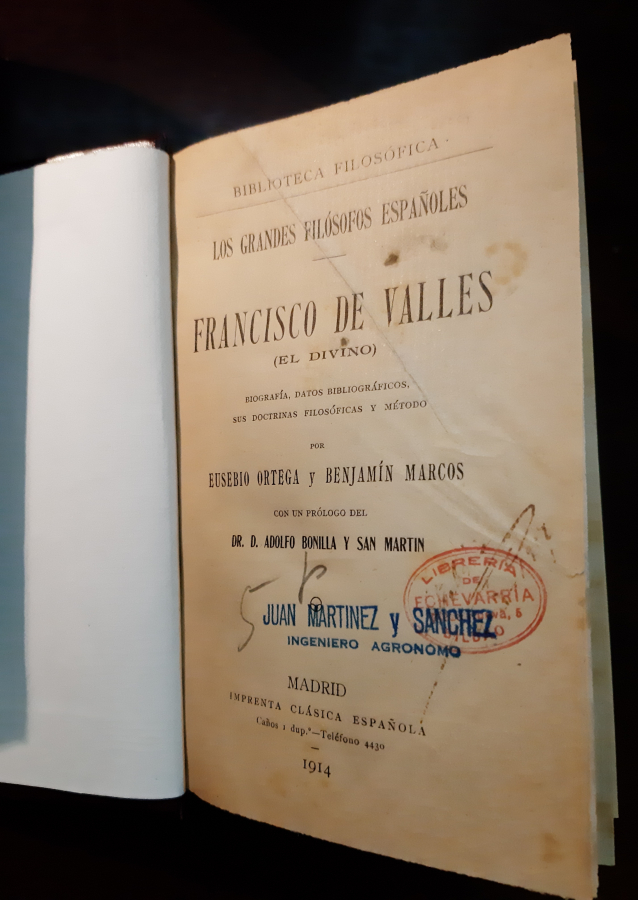 BIBLIOTECA FILOSÓFICA
LOS GRANDES FILÓSOFOS ESPAÑOLES
FRANCISCO DE VALLES
(EL DIVINO)
BIOGRAFÍA, DATOS BIBLIOGRÁFICOS,
SUS DOCTRINAS FILOSÓFICAS Y MÉTODO
POR
EUSEBIO ORTEGA y BENJAMÍN MARCOS
CON UN PRÓLOGO DEL
DR. D. ADOLFO BONILLA Y SAN MARTIN
LIBRERÍA
DE
ECHEVARRÍA
BILBAO
JUAN MARTINEZ y SANCHEZ
INGENIERO AGRONOMO
MADRID
IMPRENTA CLÁSICA ESPAÑOLA
Caños 1 dup.º—Teléfono 4430
1914